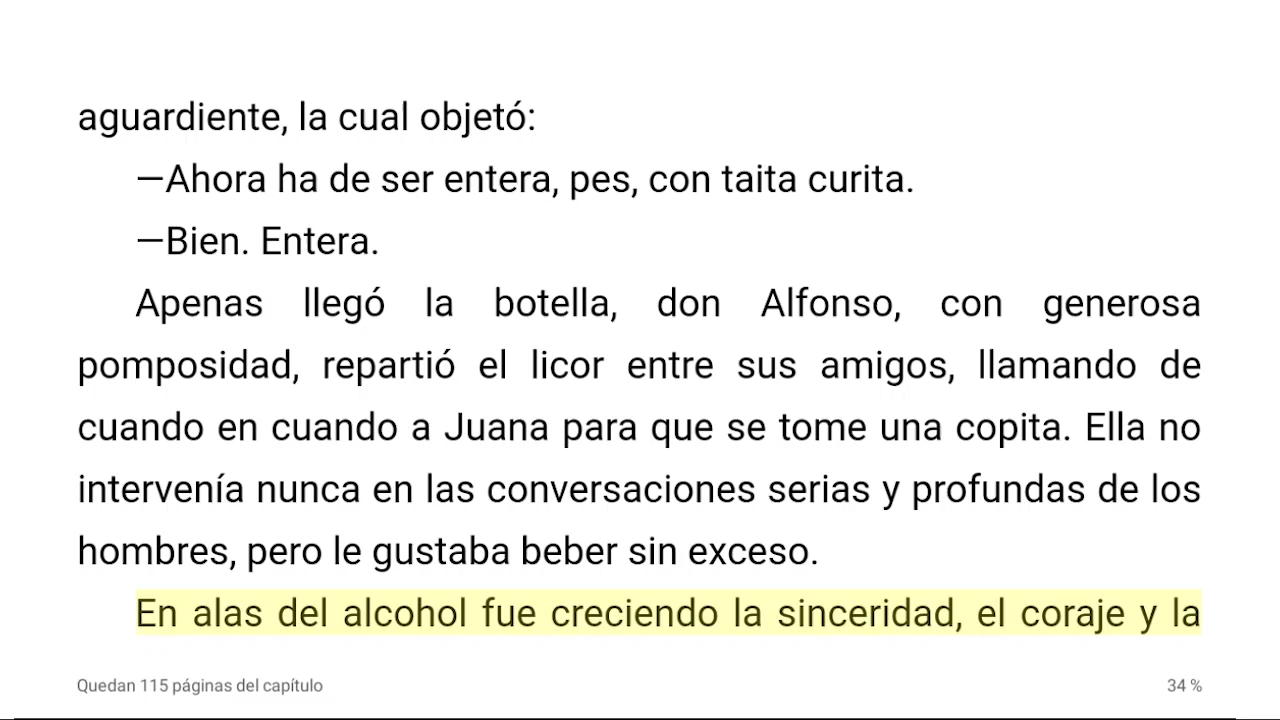 aguardiente, la cual objetó:
—Ahora ha de ser entera, pes, con taita curita.
—Bien. Entera.
Apenas llegó la botella, don Alfonso, con generosa
pomposidad, repartió el licor entre sus amigos, llamando de
cuando en cuando a Juana para que se tome una copita. Ella no
intervenía nunca en las conversaciones serias y profundas de los
hombres, pero le gustaba beber sin exceso.
En alas del alcohol fue creciendo la sinceridad, el coraje y la
Quedan 115 páginas del capítulo
34 %